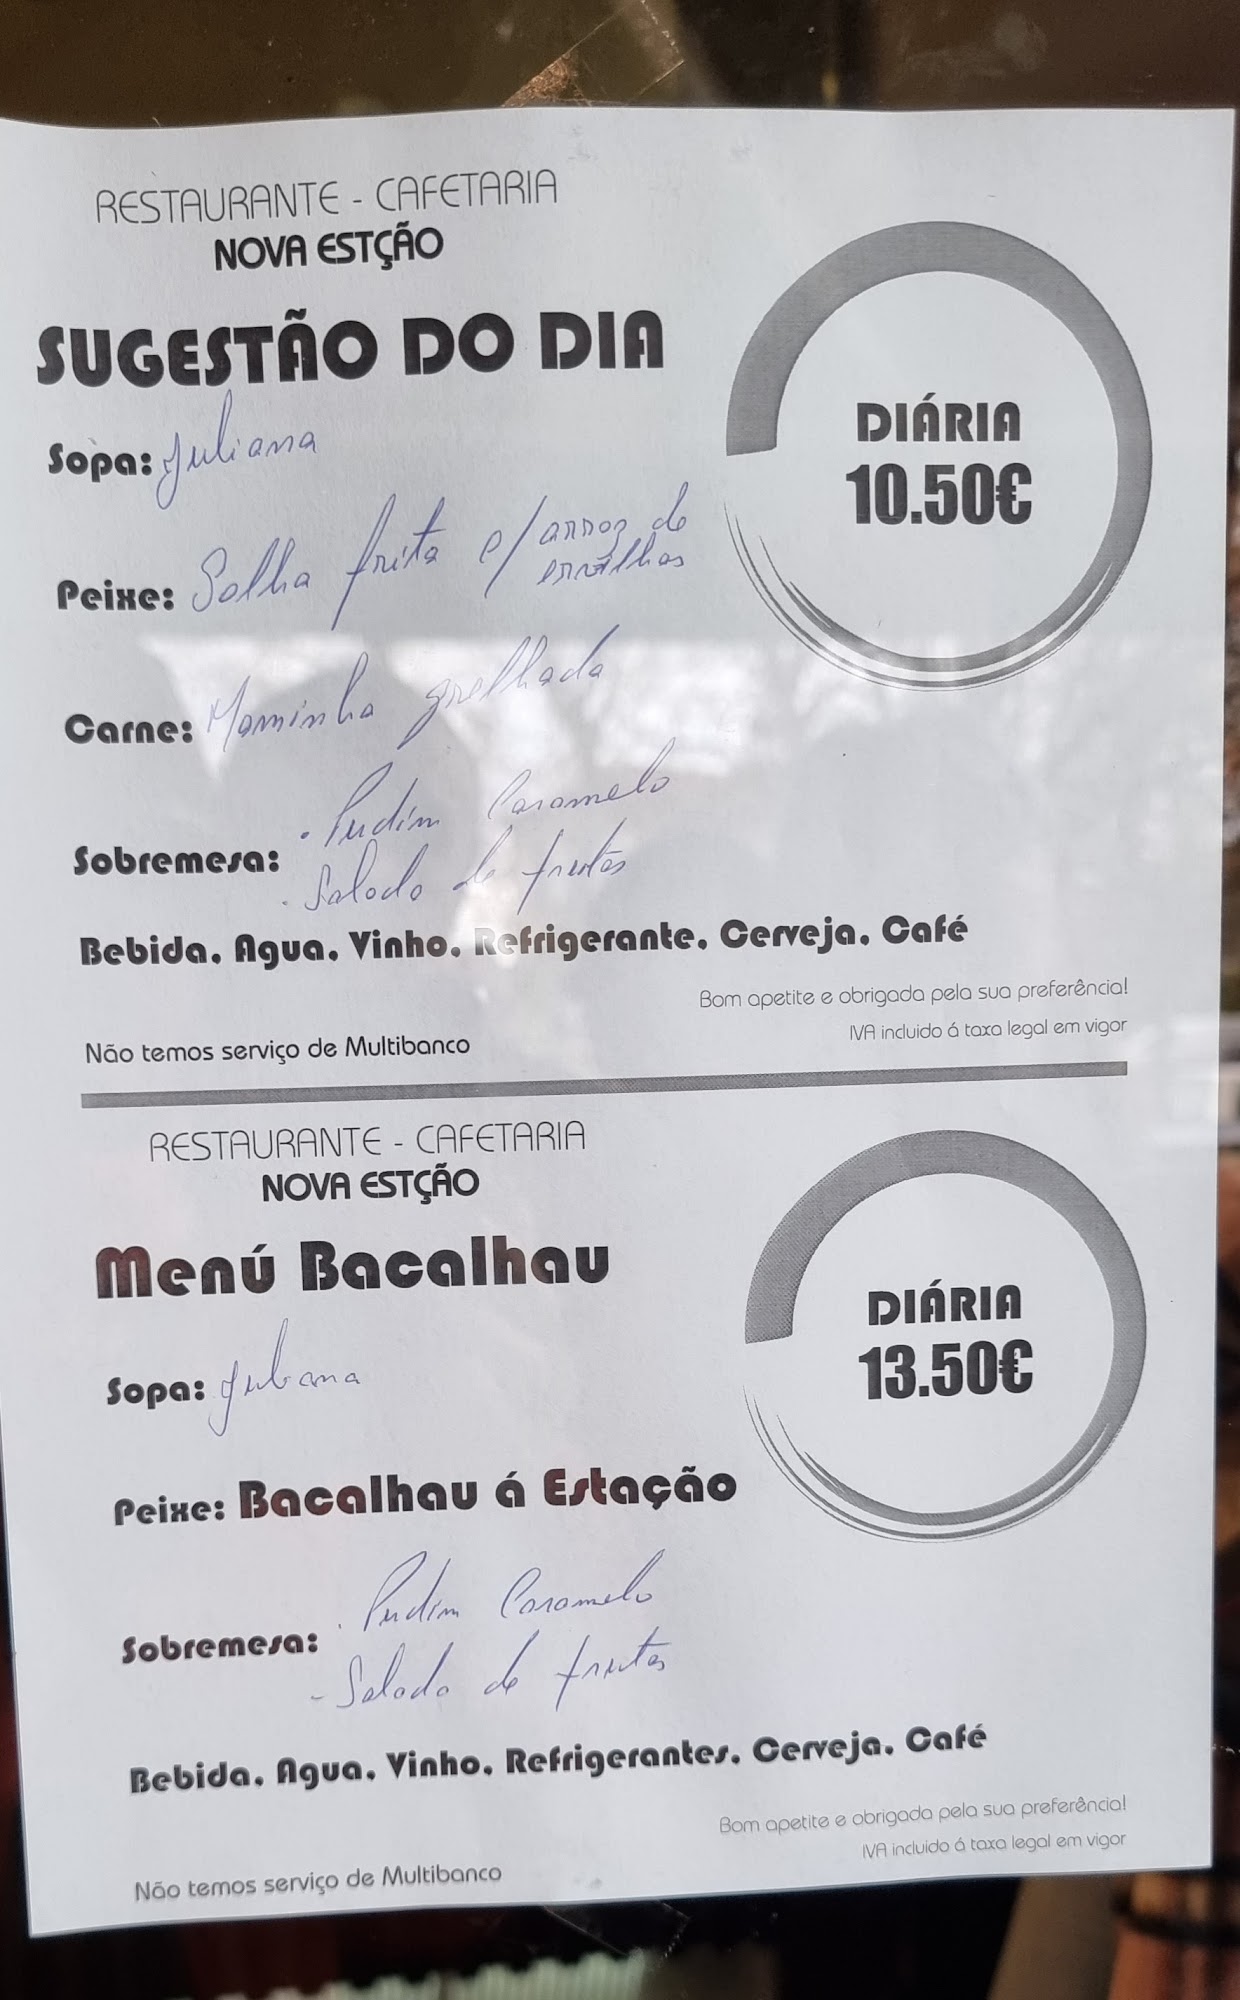 RESTAURANTE - CAFETARIA
NOVA ESTÇÃO
SUGESTÃO DO DIA
DIÁRIA
10.50€
Sopa: Juliana
Peixe: Solha frita c/ arroz de
ervilhas
Carne: Maminha grelhada
Sobremesa: . Pudim Caramelo
. Salada de frutas
Bebida, Agua, Vinho, Refrigerante, Cerveja, Café
Bom apetite e obrigada pela sua preferência!
IVA incluido á taxa legal em vigor
Não temos serviço de Multibanco
RESTAURANTE - CAFETARIA
NOVA ESTÇÃO
Menú Bacalhau
DIÁRIA
13.50€
Sopa: Juliana
Peixe: Bacalhau á Estação
Sobremesa: . Pudim Caramelo
- Salada de frutas
Bebida, Agua, Vinho, Refrigerantes, Cerveja, Café
Bom apetite e obrigada pela sua preferência!
IVA incluido á taxa legal em vigor
Não temos serviço de Multibanco